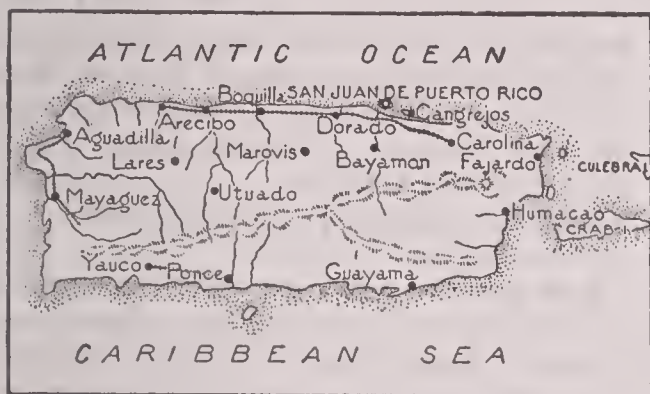 ATLANTIC OCEAN
Boquilla SAN JUAN DE PUERTO RICO
Arecibo Dorado Cangrejos
Aguadilla Carolina
Lares Marovis Bayamon Fajardo
CULEBRA I.
Mayaguez Utuado
Humacao
CRAB-I.
Yauco Ponce Guayama
CARIBBEAN SEA